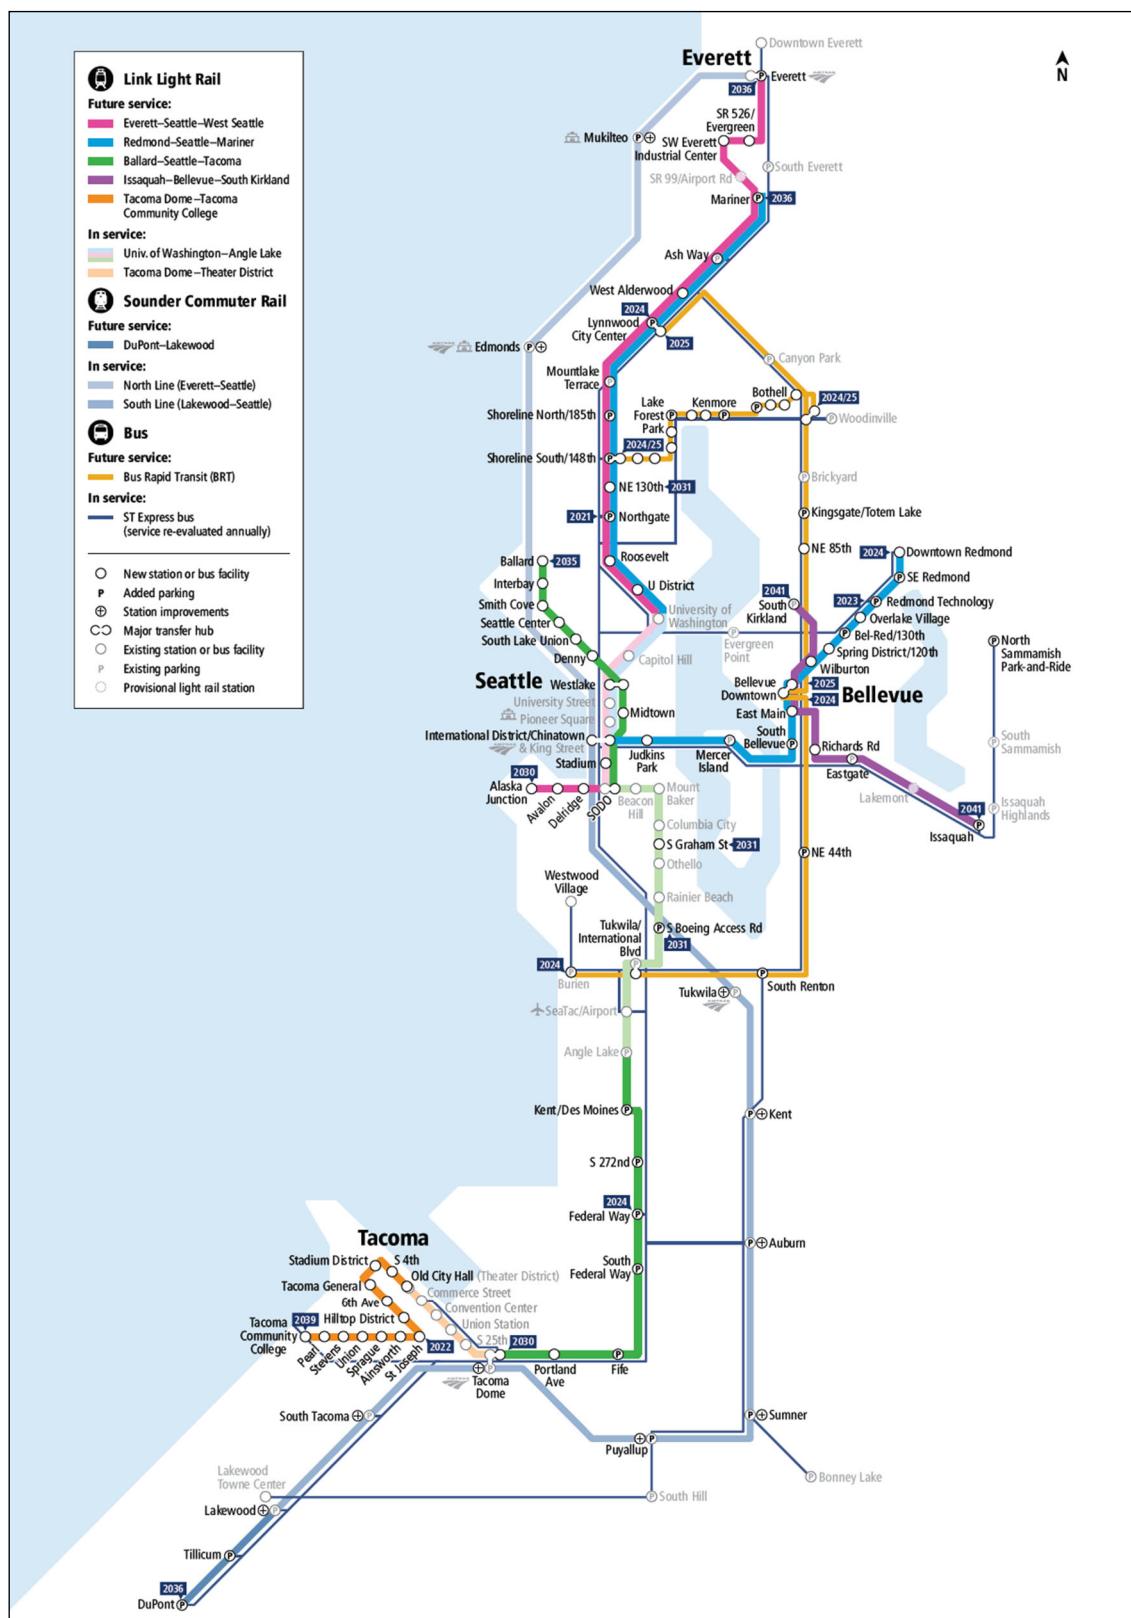 Link Light Rail
Future service:
Everett–Seattle–West Seattle
Redmond–Seattle–Mariner
Ballard–Seattle–Tacoma
Issaquah–Bellevue–South Kirkland
Tacoma Dome–Tacoma
Community College
In service:
Univ. of Washington–Angle Lake
Tacoma Dome–Theater District
Sounder Commuter Rail
Future service:
DuPont–Lakewood
In service:
North Line (Everett–Seattle)
South Line (Lakewood–Seattle)
Bus
Future service:
Bus Rapid Transit (BRT)
In service:
ST Express bus
(service re-evaluated annually)
New station or bus facility
P
Added parking
Station improvements
Major transfer hub
Existing station or bus facility
P
Existing parking
Provisional light rail station
N
Downtown Everett
Everett
P
Everett
2036
SR 526/
Evergreen
SW Everett
Industrial Center
Mukilteo
P
SR 99/Airport Rd
P
South Everett
Mariner
P
2036
Ash Way
P
West Alderwood
2024
Lynnwood
City Center
P
2025
Edmonds
P
P
Canyon Park
Mountlake
Terrace
P
Bothell
2024/25
Lake
Forest
Park
Kenmore
P
P
P
P
Woodinville
Shoreline North/185th
P
2024/25
Shoreline South/148th
P
P
Brickyard
NE 130th
2031
2021
P
Northgate
P
Kingsgate/Totem Lake
Roosevelt
NE 85th
2024
Downtown Redmond
Ballard
2035
U District
P
SE Redmond
Interbay
2041
South
Kirkland
P
2023
P
Redmond Technology
Smith Cove
University of
Washington
Overlake Village
Seattle Center
P
Evergreen
Point
P
Bel-Red/130th
South Lake Union
Spring District/120th
P
North
Sammamish
Park-and-Ride
Denny
Capitol Hill
Wilburton
Seattle
Westlake
Bellevue
Downtown
2025
2024
Bellevue
University Street
Pioneer Square
Midtown
East Main
International District/Chinatown
& King Street
Judkins
Park
P
Mercer
Island
South
Bellevue
P
Richards Rd
P
South
Sammamish
Stadium
P
Eastgate
2030
Alaska
Junction
Avalon
Delridge
SODO
Beacon
Hill
Mount
Baker
Lakemont
2041
P
Issaquah
P
Issaquah
Highlands
Columbia City
S Graham St
2031
P
NE 44th
Othello
Westwood
Village
Rainier Beach
Tukwila/
International
Blvd
P
P
S Boeing Access Rd
2031
2024
P
Burien
P
South Renton
Tukwila
P
SeaTac/Airport
Angle Lake
P
Kent/Des Moines
P
P
Kent
S 272nd
P
2024
Federal Way
P
P
Auburn
South
Federal Way
P
Tacoma
Stadium District
S 4th
Old City Hall (Theater District)
Tacoma General
Commerce Street
6th Ave
Convention Center
2039
Hilltop District
Union Station
Tacoma
Community
College
S 25th
2030
2022
Pearl
Stevens
Union
Sprague
Ainsworth
St Joseph
P
Tacoma
Dome
Portland
Ave
P
Fife
South Tacoma
P
P
Sumner
Puyallup
P
Lakewood
Towne Center
P
Bonney Lake
P
South Hill
Lakewood
P
Tillicum
P
2036
DuPont
P